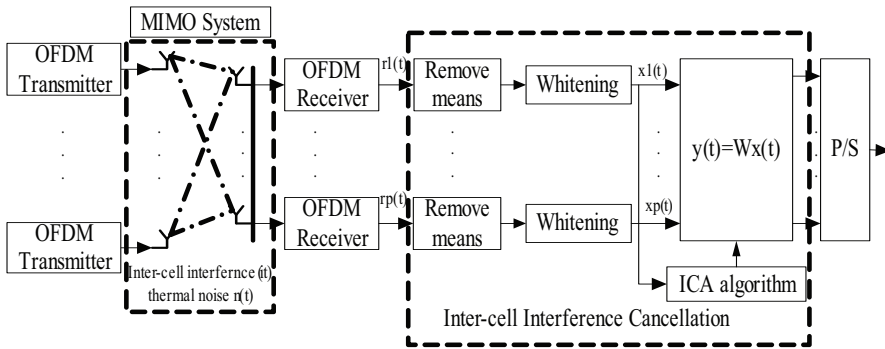 MIMO System
OFDM
Transmitter
OFDM
Receiver
r1(t)
Remove
means
Whitening
x1(t)
y(t)=Wx(t)
P/S
OFDM
Transmitter
OFDM
Receiver
rp(t)
Remove
means
Whitening
xp(t)
Inter-cell interfernce (it)
thermal noise n(t)
ICA algorithm
Inter-cell Interference Cancellation